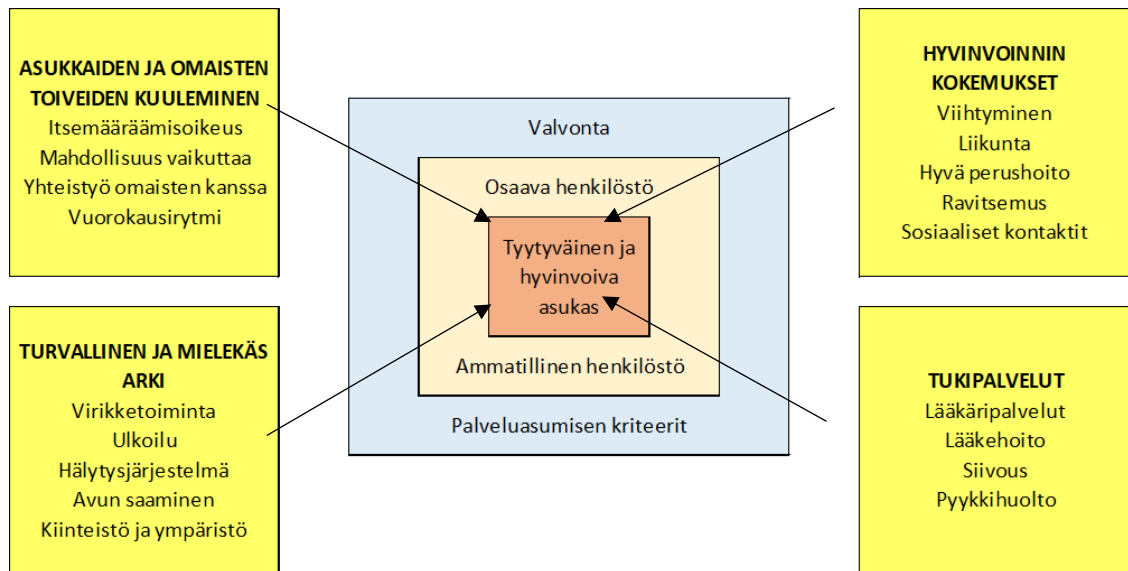 ASUKKAIDEN JA OMAISTEN
TOIVEIDEN KUULEMINEN
Itsemääräämisoikeus
Mahdollisuus vaikuttaa
Yhteistyö omaisten kanssa
Vuorokausirytmi
HYVINVOINNIN
KOKEMUKSET
Viihtyminen
Liikunta
Hyvä perushoito
Ravitsemus
Sosiaaliset kontaktit
Valvonta
Osaava henkilöstö
Tyytyväinen ja
hyvinvoiva
asukas
Ammatillinen henkilöstö
Palveluasumisen kriteerit
TURVALLINEN JA MIELEKÄS
ARKI
Virikketoiminta
Ulkoilu
Hälytysjärjestelmä
Avun saaminen
Kiinteistö ja ympäristö
TUKIPALVELUT
Lääkäripalvelut
Lääkehoito
Siivous
Pyykkihuolto